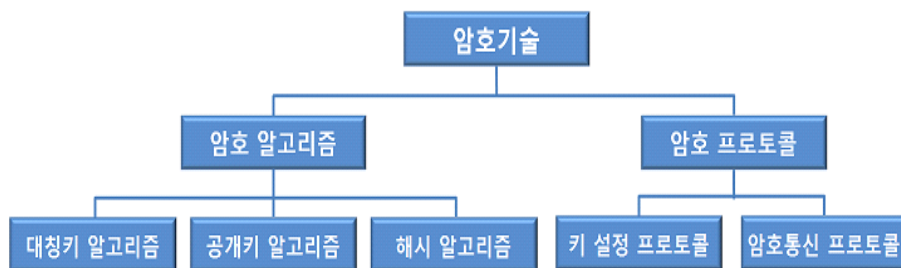 암호기술
암호 알고리즘
암호 프로토콜
대칭키 알고리즘
공개키 알고리즘
해시 알고리즘
키 설정 프로토콜
암호통신 프로토콜